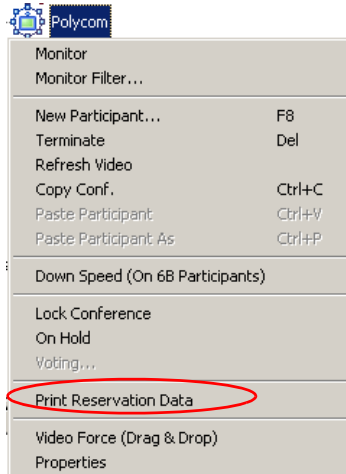 Polycom
Monitor
Monitor Filter...
New Participant... F8
Terminate Del
Refresh Video
Copy Conf. Ctrl+C
Paste Participant Ctrl+V
Paste Participant As Ctrl+P
Down Speed (On 6B Participants)
Lock Conference
On Hold
Voting...
Print Reservation Data
Video Force (Drag & Drop)
Properties